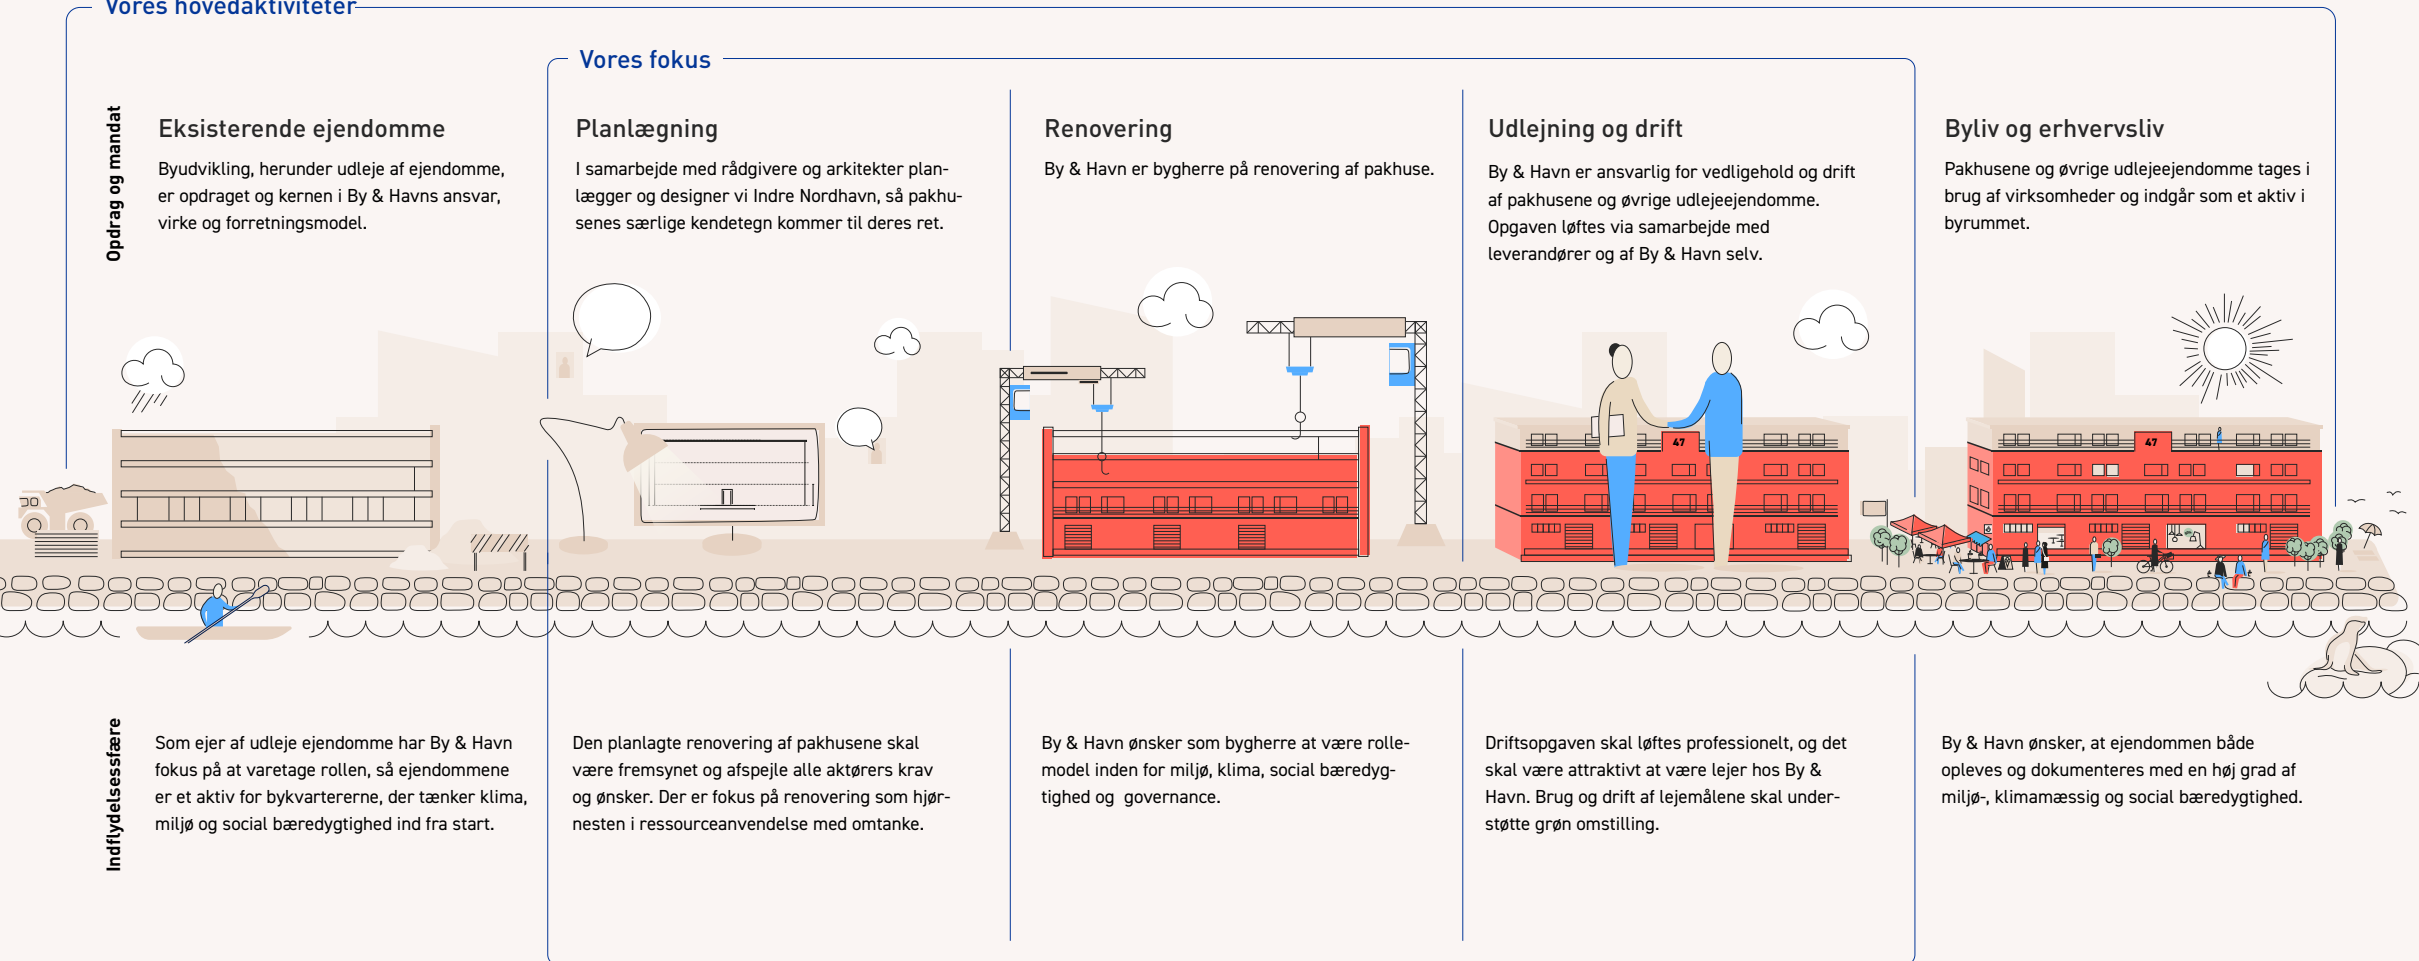 Vores hovedaktiviteter
Vores fokus
Opdrag og mandat
Eksisterende ejendomme
Byudvikling, herunder udleje af ejendomme,
er opdraget og kernen i By & Havns ansvar,
virke og forretningsmodel.
Planlægning
I samarbejde med rådgivere og arkitekter plan-
lægger og designer vi Indre Nordhavn, så pakhu-
senes særlige kendetegn kommer til deres ret.
Renovering
By & Havn er bygherre på renovering af pakhuse.
Udlejning og drift
By & Havn er ansvarlig for vedligehold og drift
af pakhusene og øvrige udlejeejendomme.
Opgaven løftes via samarbejde med
leverandører og af By & Havn selv.
Byliv og erhvervsliv
Pakhusene og øvrige udlejeejendomme tages i
brug af virksomheder og indgår som et aktiv i
byrummet.
47
47
Indflydelsessfære
Som ejer af udleje ejendomme har By & Havn
fokus på at varetage rollen, så ejendommene
er et aktiv for bykvartererne, der tænker klima,
miljø og social bæredygtighed ind fra start.
Den planlagte renovering af pakhusene skal
være fremsynet og afspejle alle aktørers krav
og ønsker. Der er fokus på renovering som hjør-
nesten i ressourceanvendelse med omtanke.
By & Havn ønsker som bygherre at være rolle-
model inden for miljø, klima, social bæredyg-
tighed og  governance.
Driftsopgaven skal løftes professionelt, og det
skal være attraktivt at være lejer hos By &
Havn. Brug og drift af lejemålene skal under-
støtte grøn omstilling.
By & Havn ønsker, at ejendommen både
opleves og dokumenteres med en høj grad af
miljø-, klimamæssig og social bæredygtighed.